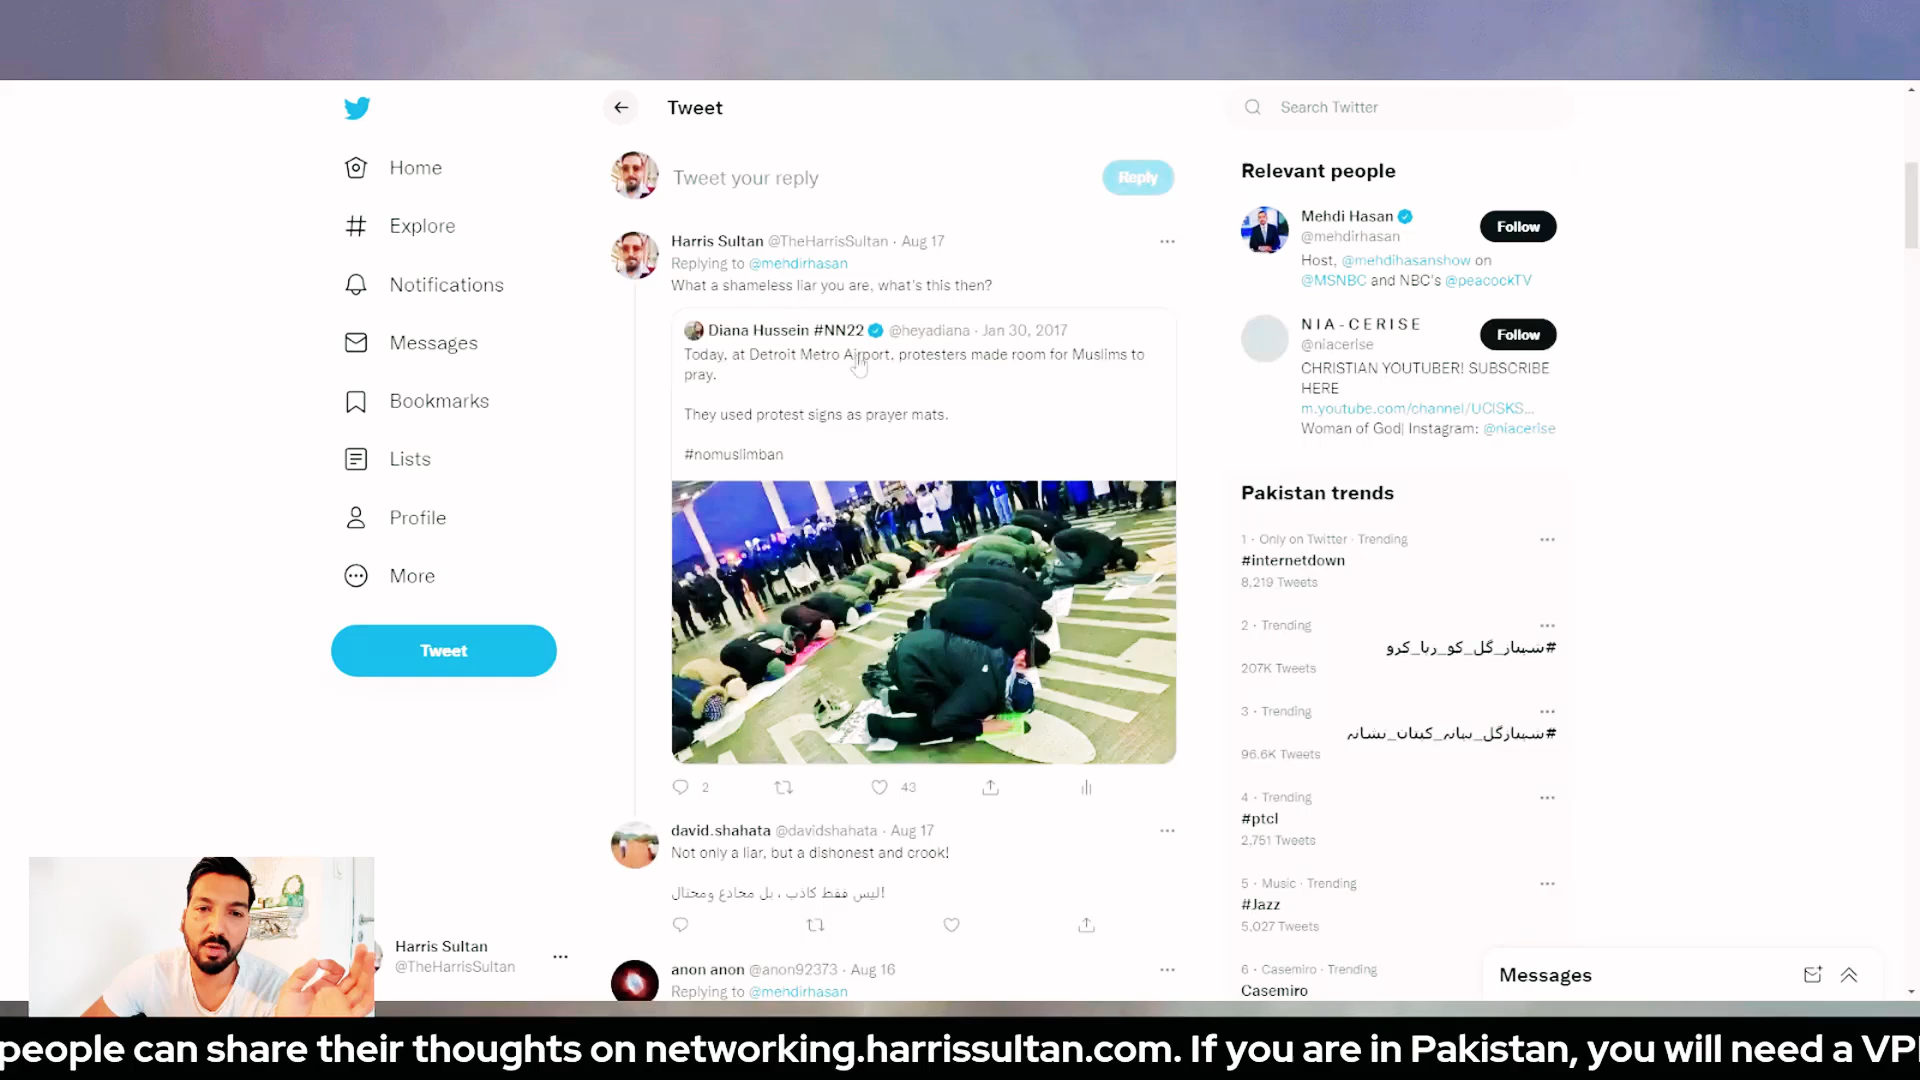 Tweet
Search Twitter
Home
Explore
Notifications
Messages
Bookmarks
Lists
Profile
More
Tweet
Tweet your reply
Reply
Harris Sultan @TheHarrisSultan · Aug 17
Replying to @mehdirhasan
What a shameless liar you are, what's this then?
Diana Hussein #NN22 @heyadiana · Jan 30, 2017
Today, at Detroit Metro Airport, protesters made room for Muslims to
pray.
They used protest signs as prayer mats.
#nomuslimban
2
43
david.shahata @davidshahata · Aug 17
Not only a liar, but a dishonest and crook!
اليس فقط كاذب ، بل مخادع ومحتال!
anon anon @anon92373 · Aug 16
Replying to @mehdirhasan
Relevant people
Mehdi Hasan
@mehdirhasan
Follow
Host, @mehdihasanshow on
@MSNBC and NBC's @peacockTV
NIA-CERISE
@niacerise
Follow
CHRISTIAN YOUTUBER! SUBSCRIBE
HERE
m.youtube.com/channel/UCISKS...
Woman of God| Instagram: @niacerise
Pakistan trends
1 · Only on Twitter · Trending
#internetdown
8,219 Tweets
2 · Trending
#شہباز_گل_کو_رہا_کرو
207K Tweets
3 · Trending
96.6K Tweets
4 · Trending
#ptcl
2,751 Tweets
5 · Music · Trending
#Jazz
5,027 Tweets
6 · Casemiro · Trending
Casemiro
Messages
Harris Sultan
@TheHarrisSultan
people can share their thoughts on networking.harrissultan.com. If you are in Pakistan, you will need a VP